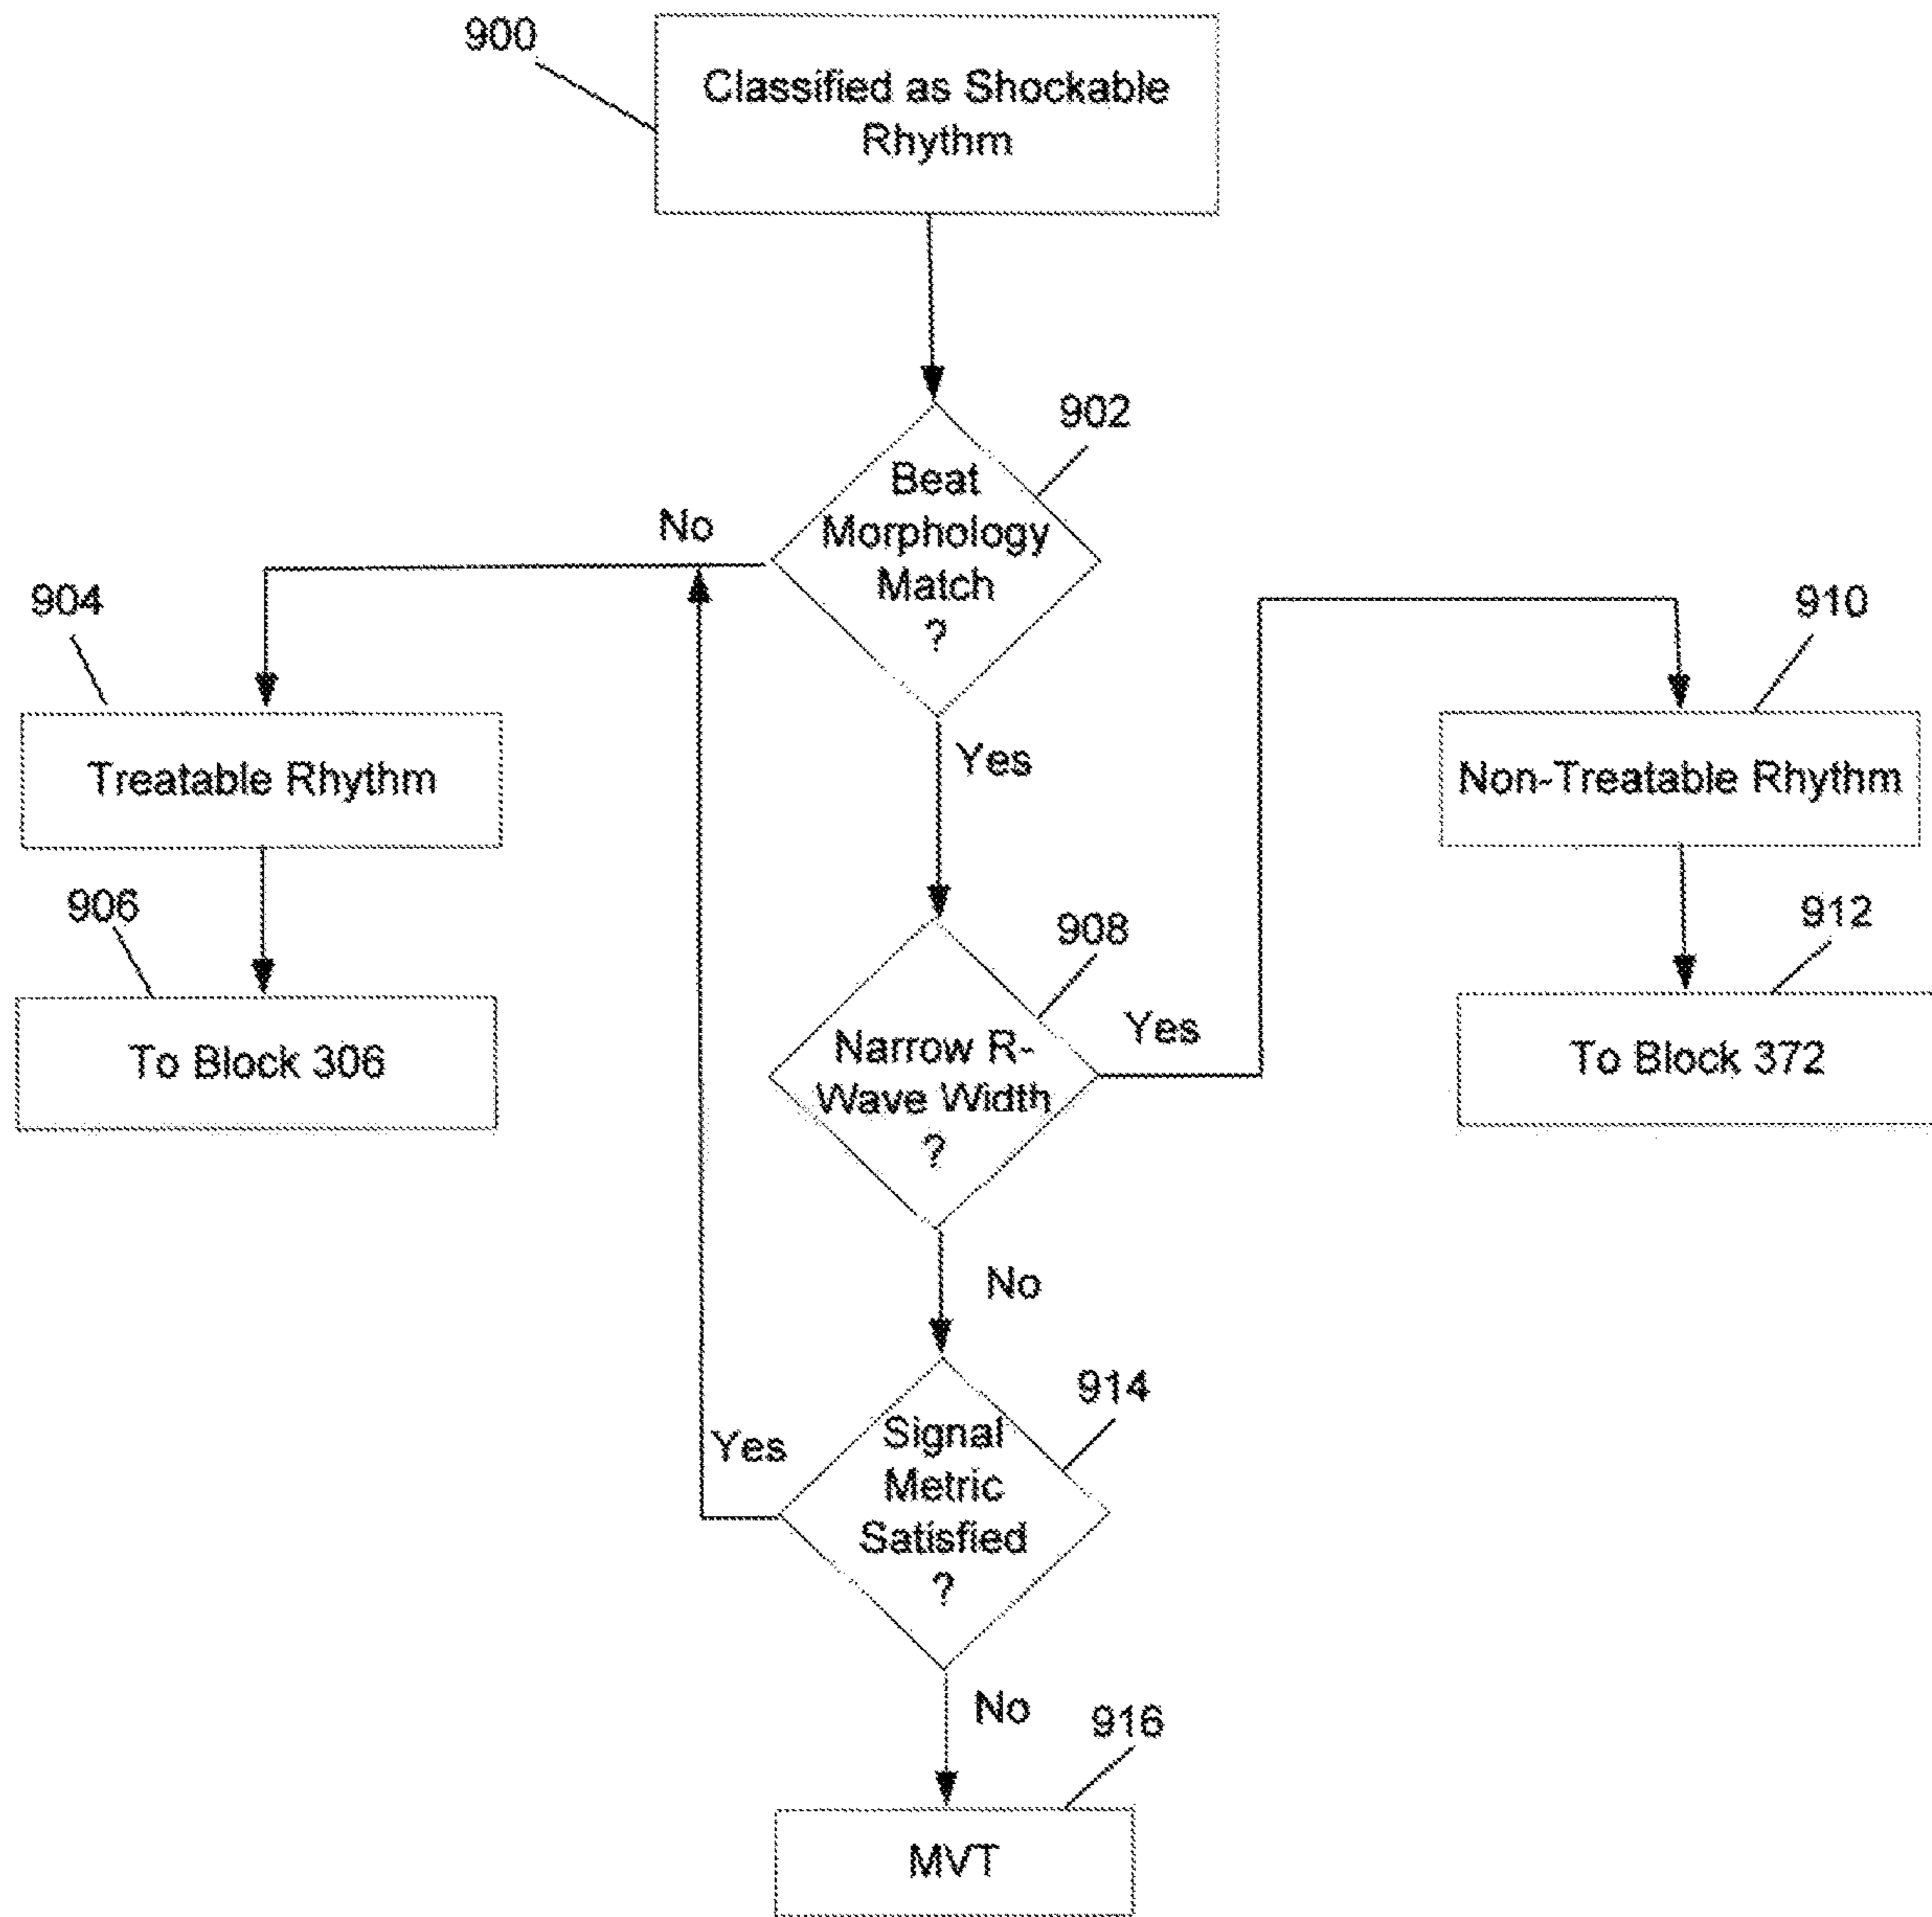 900
Classified as Shockable
Rhythm
902
Beat
Morphology
Match
?
No
904
910
Yes
Treatable Rhythm
Non-Treatable Rhythm
906
908
912
Narrow R-
Wave Width
?
Yes
To Block 306
To Block 372
No
914
Signal
Metric
Satisfied
?
Yes
No
916
MVT